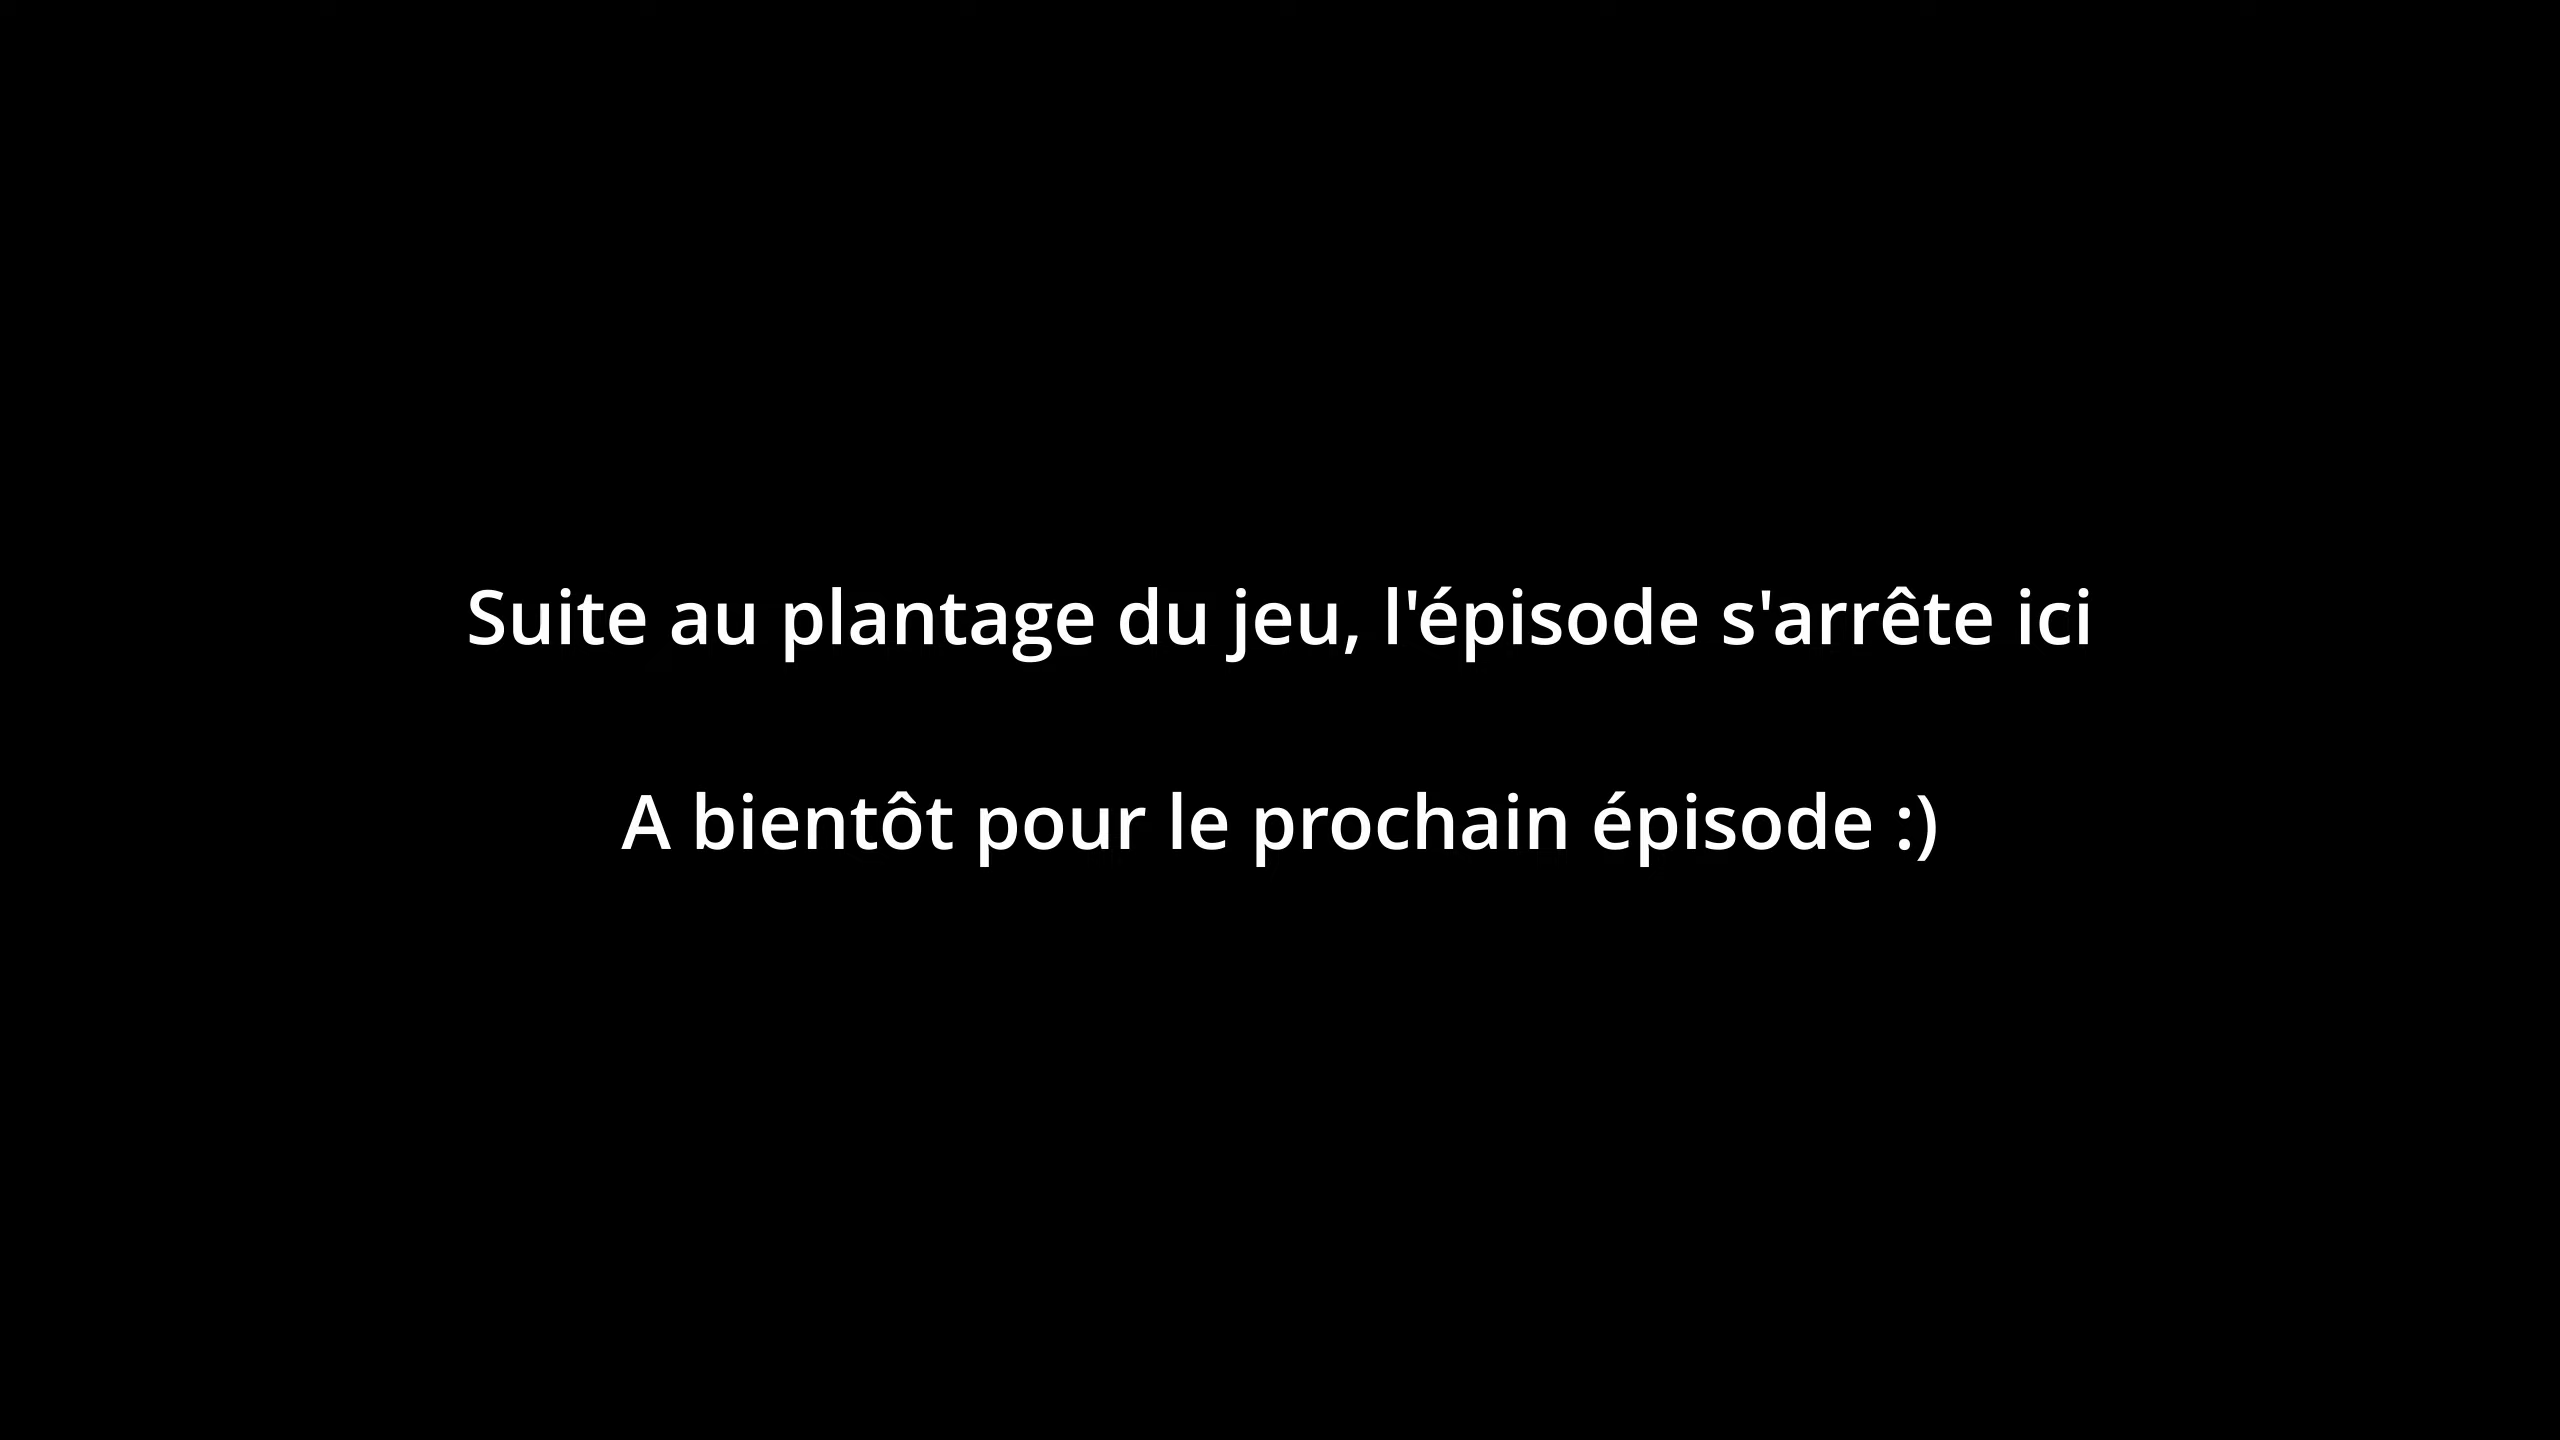 Suite au plantage du jeu, l'épisode s'arrête ici
A bientôt pour le prochain épisode :)